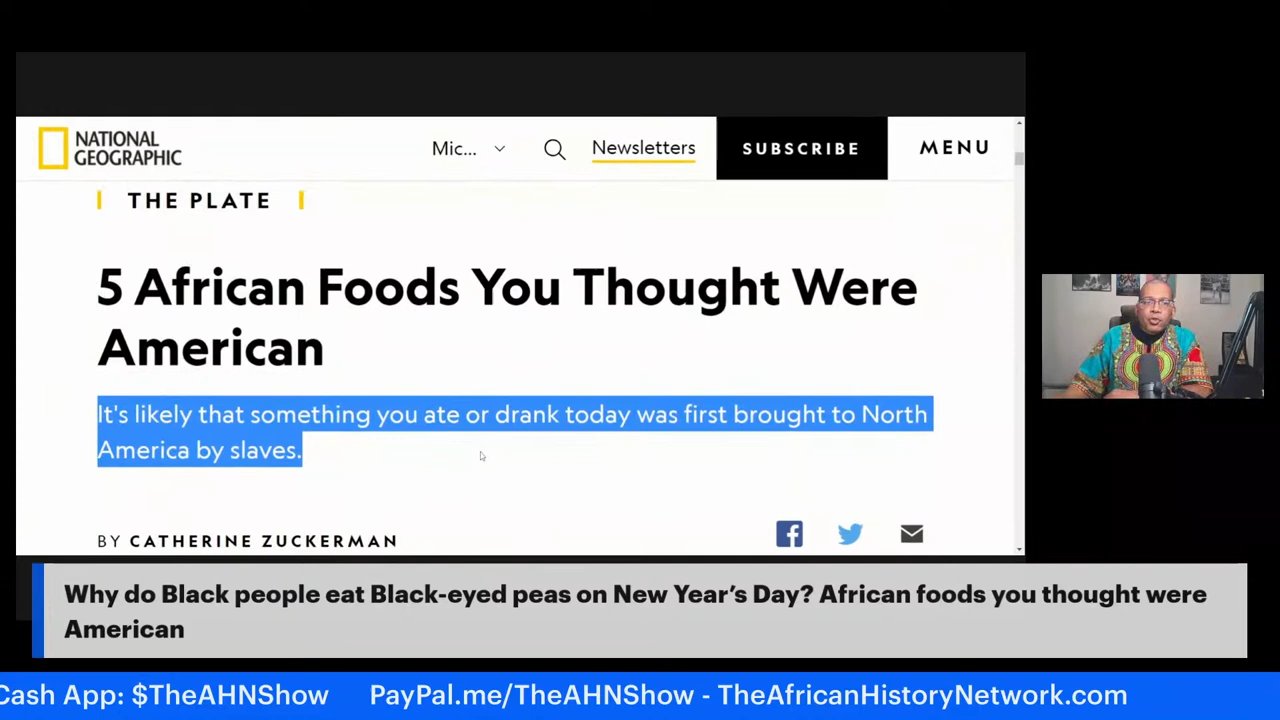 NATIONAL
GEOGRAPHIC
Mic...
Newsletters
SUBSCRIBE
MENU
THE PLATE
5 African Foods You Thought Were
American
It's likely that something you ate or drank today was first brought to North
America by slaves.
BY CATHERINE ZUCKERMAN
Why do Black people eat Black-eyed peas on New Year's Day? African foods you thought were
American
Cash App: $TheAHNShow PayPal.me/TheAHNShow - TheAfricanHistoryNetwork.com